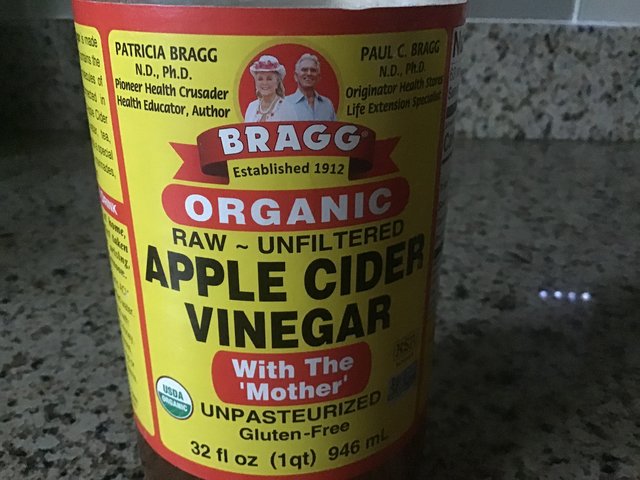 PATRICIA BRAGG
N.D., Ph.D.
Pioneer Health Crusader
Health Educator, Author
PAUL C. BRAGG
N.D., Ph.D.
Originator Health Stores
Life Extension Specialist
BRAGG®
Established 1912
ORGANIC
RAW ~ UNFILTERED
APPLE CIDER
VINEGAR
With The
'Mother'
USDA
ORGANIC
UNPASTEURIZED
Gluten-Free
32 fl oz (1qt) 946 mL